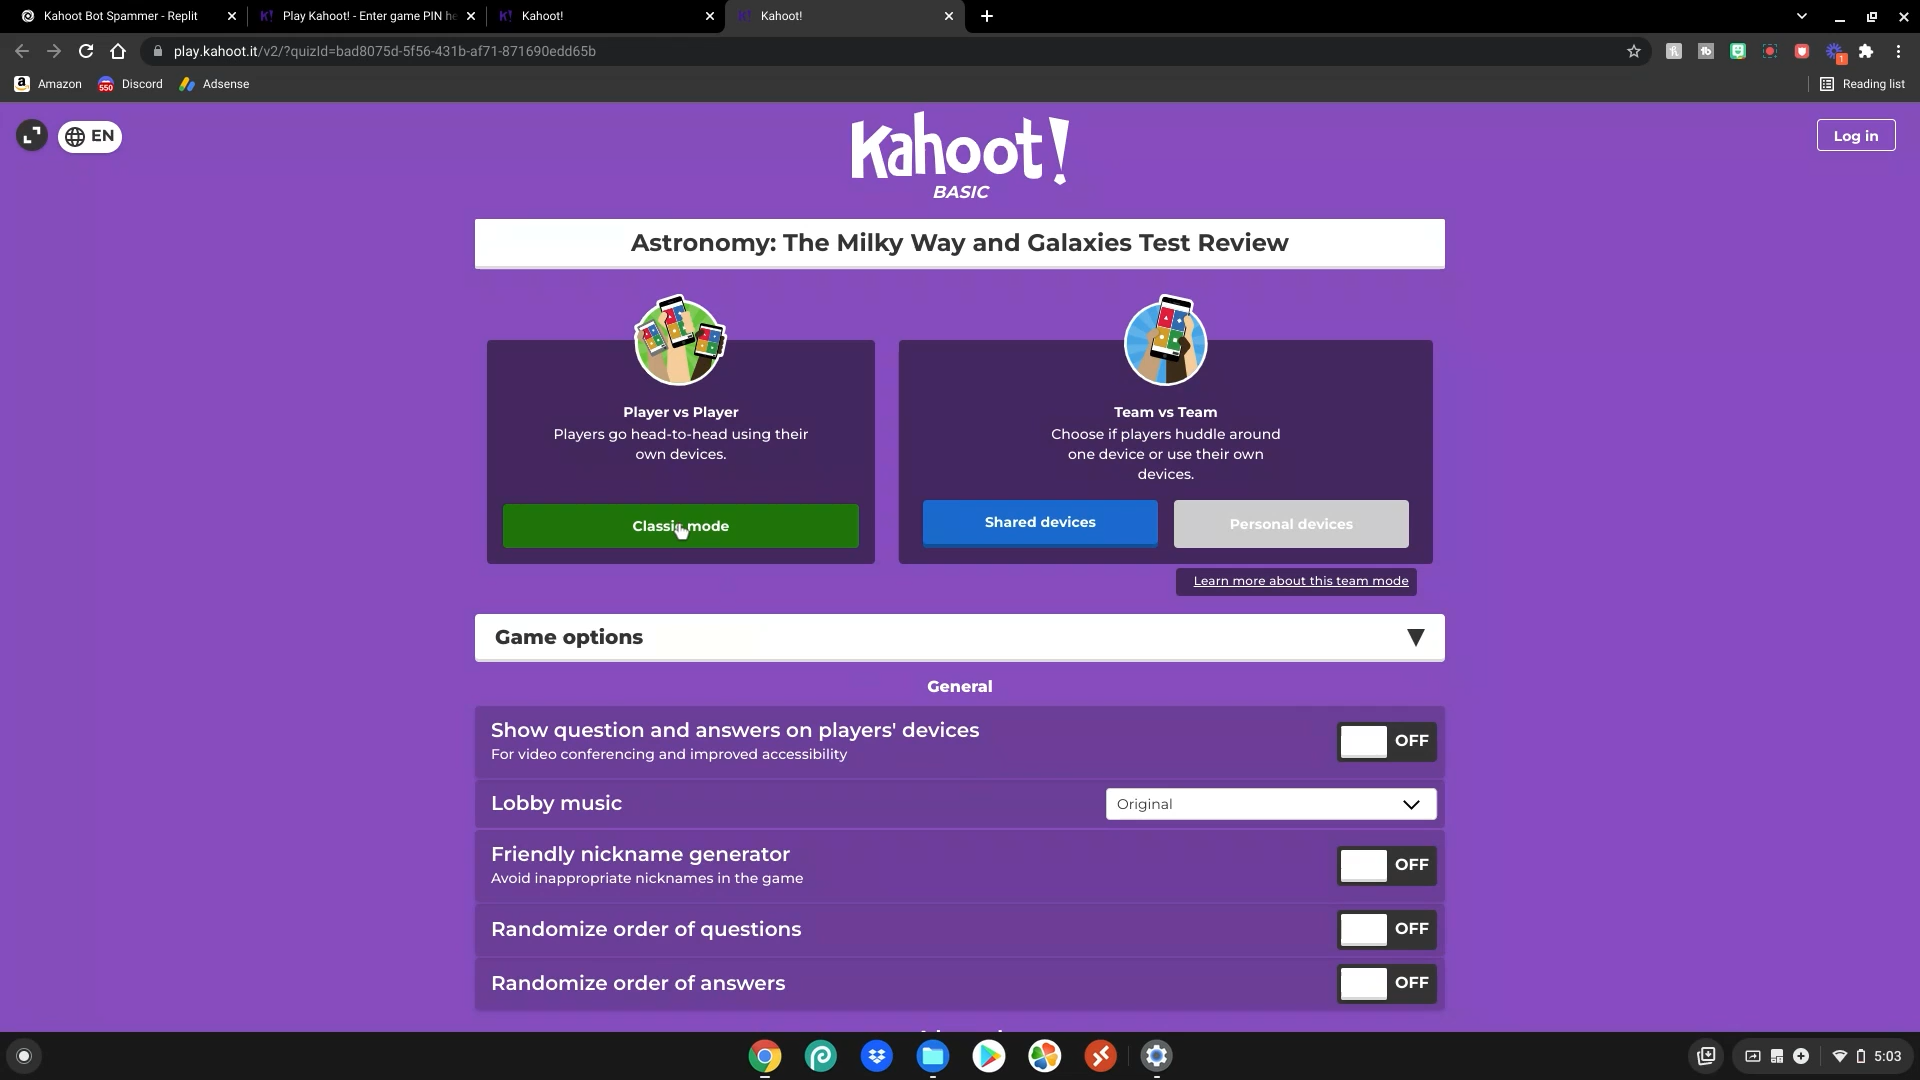 Kahoot Bot Spammer - Replit
Play Kahoot! - Enter game PIN he
Kahoot!
Kahoot!
play.kahoot.it/v2/?quizId=bad8075d-5f56-431b-af71-871690edd65b
1
Amazon
550
Discord
Adsense
Reading list
EN
Kahoot!
BASIC
Log in
Astronomy: The Milky Way and Galaxies Test Review
Player vs Player
Players go head-to-head using their
own devices.
Classic mode
Team vs Team
Choose if players huddle around
one device or use their own
devices.
Shared devices
Personal devices
Learn more about this team mode
Game options
General
Show question and answers on players' devices
For video conferencing and improved accessibility
OFF
Lobby music
Original
Friendly nickname generator
Avoid inappropriate nicknames in the game
OFF
Randomize order of questions
OFF
Randomize order of answers
OFF
5:03